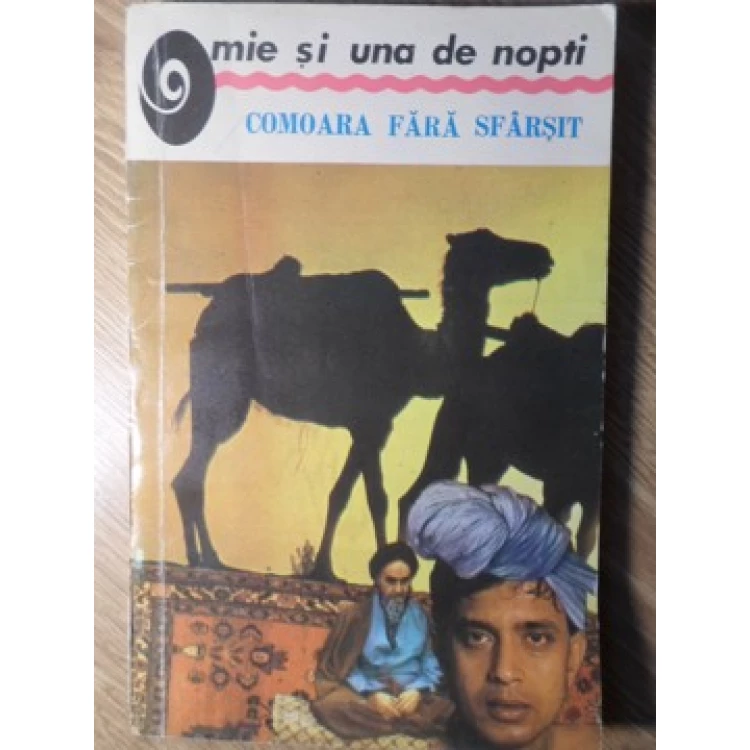 O mie și una de nopti
COMOARA FĂRĂ SFÂRȘIT